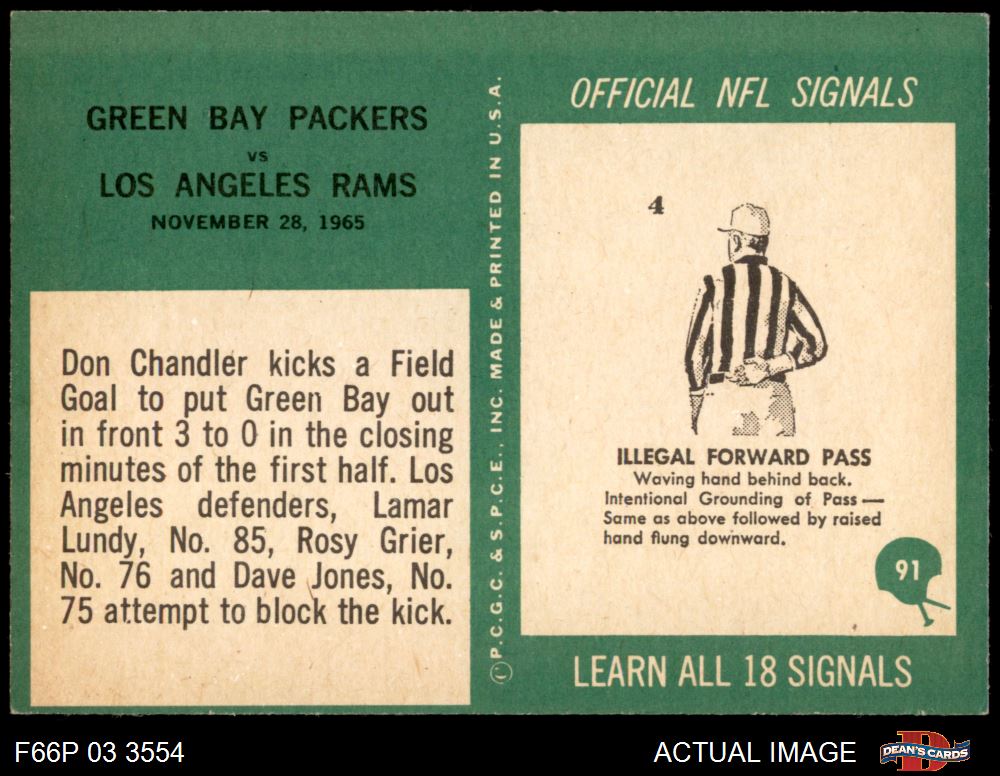 GREEN BAY PACKERS
VS
LOS ANGELES RAMS
NOVEMBER 28, 1965
Don Chandler kicks a Field
Goal to put Green Bay out
in front 3 to 0 in the closing
minutes of the first half. Los
Angeles defenders, Lamar
Lundy, No. 85, Rosy Grier,
No. 76 and Dave Jones, No.
75 attempt to block the kick.
© P.C.G.C. & S.P.C.E., INC. MADE & PRINTED IN U.S.A.
OFFICIAL NFL SIGNALS
4
ILLEGAL FORWARD PASS
Waving hand behind back.
Intentional Grounding of Pass—
Same as above followed by raised
hand flung downward.
91
LEARN ALL 18 SIGNALS
F66P 03 3554
ACTUAL IMAGE
DEAN'S CARDS